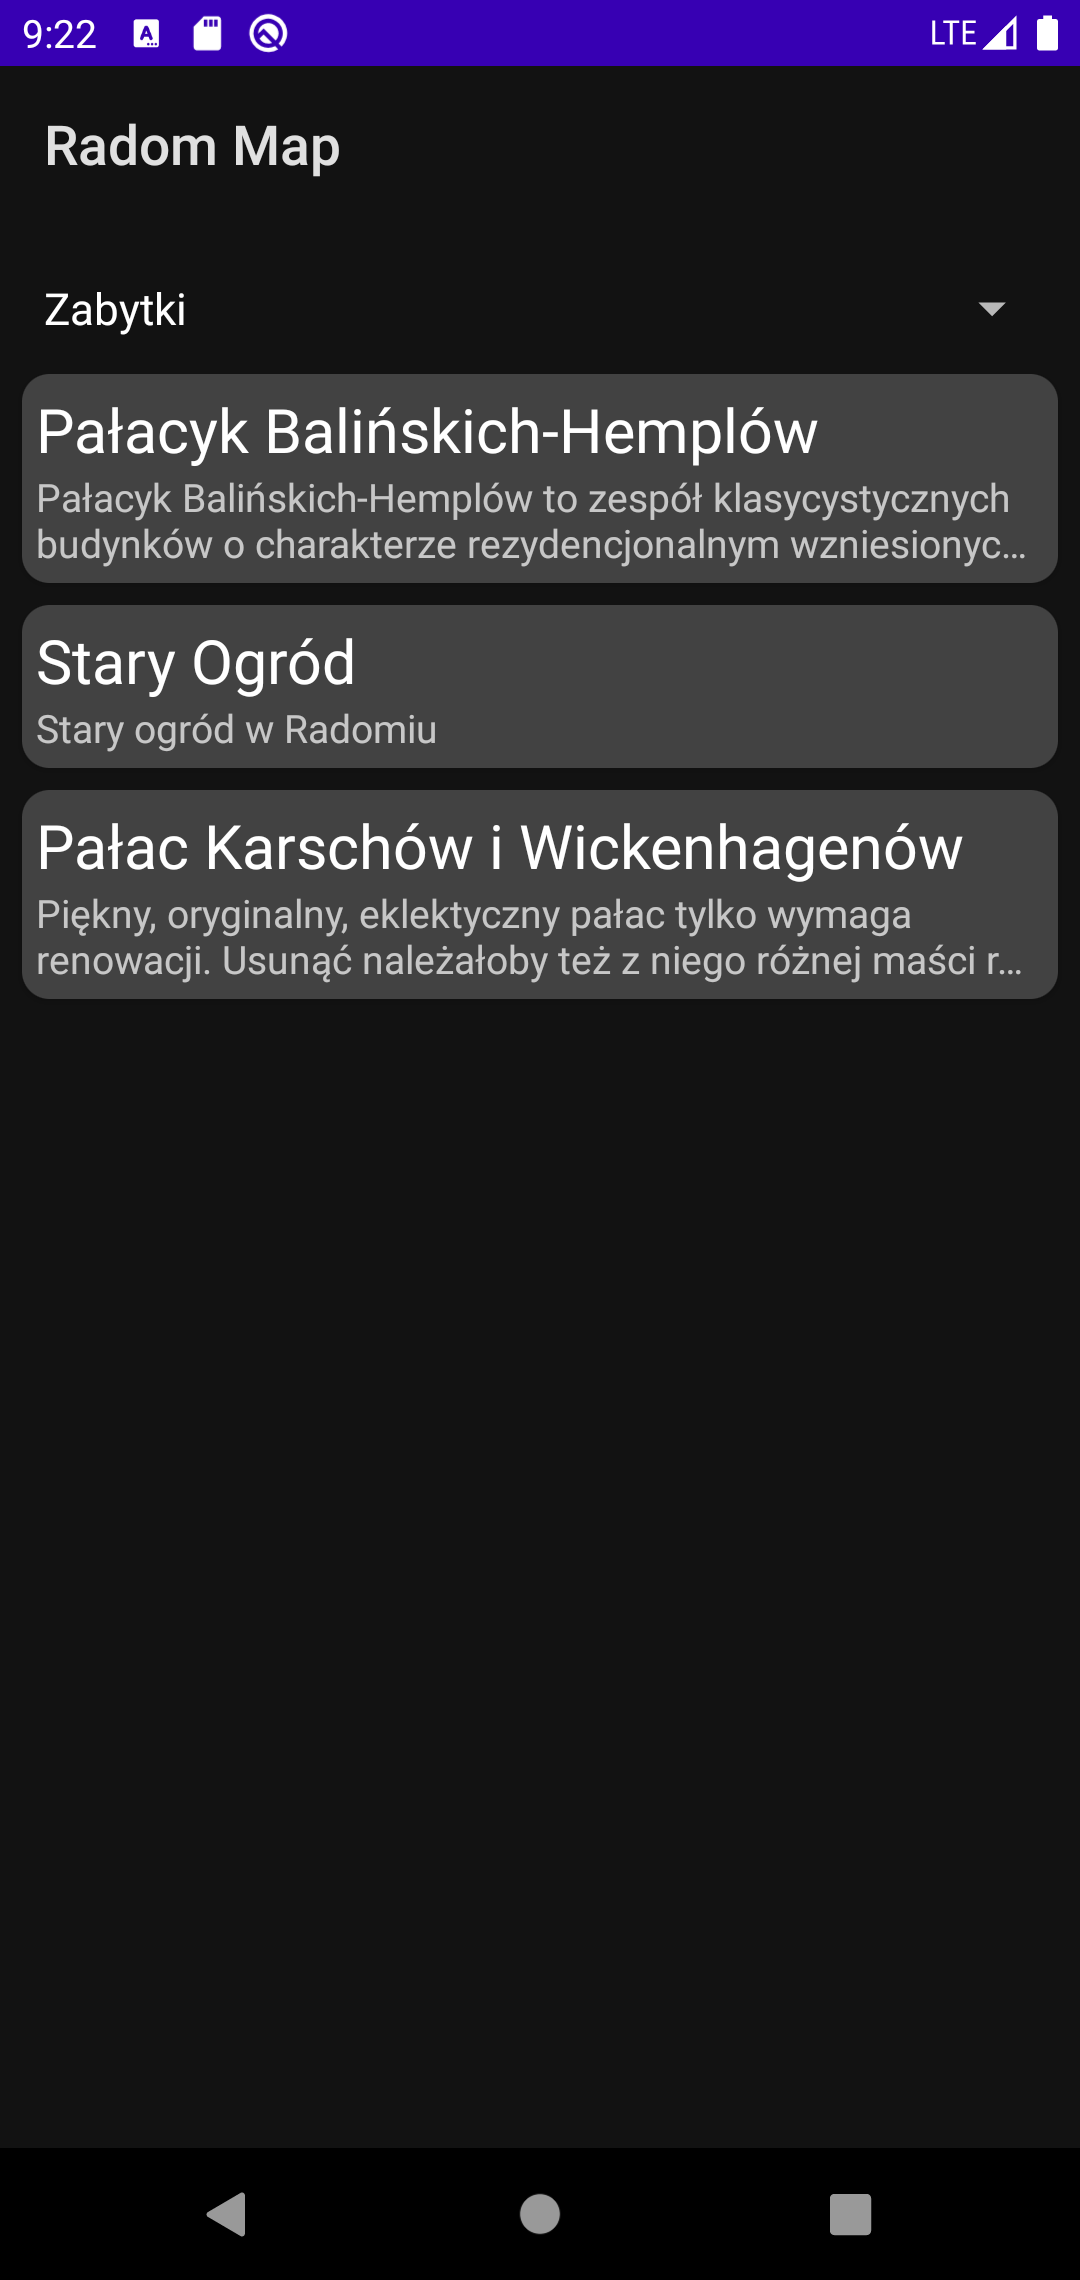 9:22
LTE
Radom Map
Zabytki
Pałacyk Balińskich-Hemplów
Pałacyk Balińskich-Hemplów to zespół klasycystycznych
budynków o charakterze rezydencjonalnym wzniesionyc…
Stary Ogród
Stary ogród w Radomiu
Pałac Karschów i Wickenhagenów
Piękny, oryginalny, eklektyczny pałac tylko wymaga
renowacji. Usunąć należałoby też z niego różnej maści r…